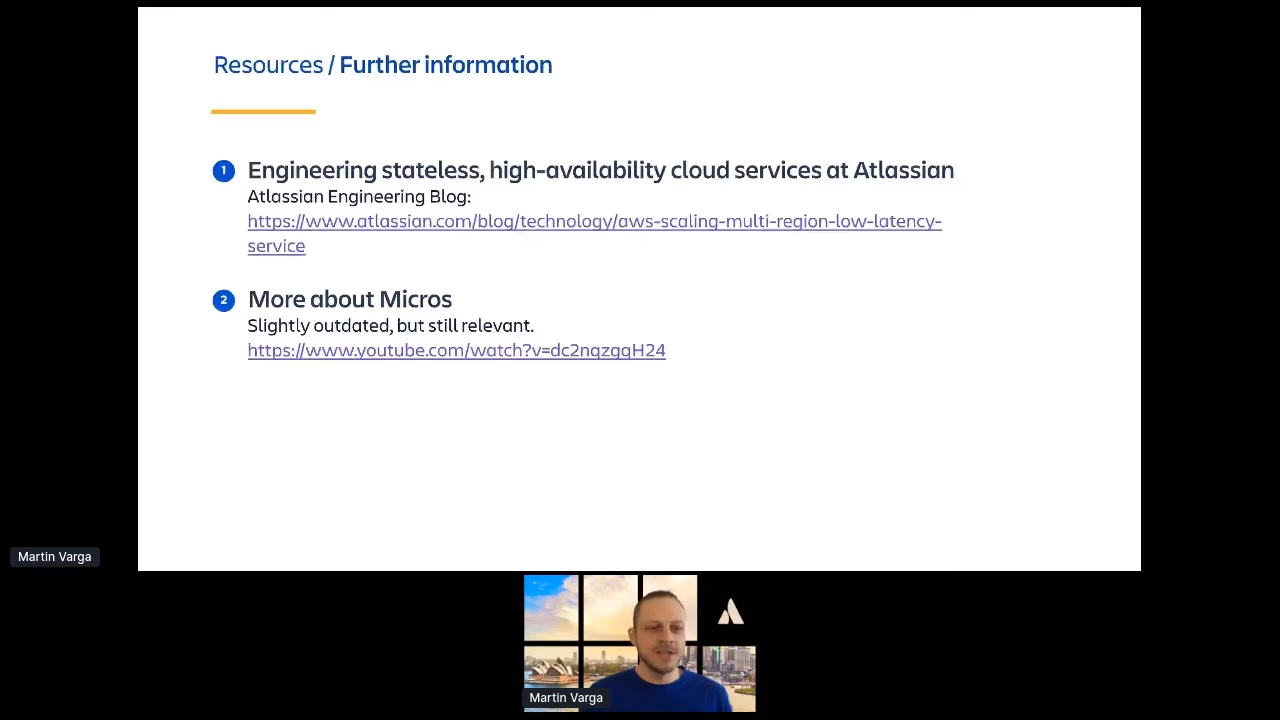 Resources / Further information
1 Engineering stateless, high-availability cloud services at Atlassian
Atlassian Engineering Blog:
https://www.atlassian.com/blog/technology/aws-scaling-multi-region-low-latency-
service
2 More about Micros
Slightly outdated, but still relevant.
https://www.youtube.com/watch?v=dc2nqzgqH24
Martin Varga
Martin Varga